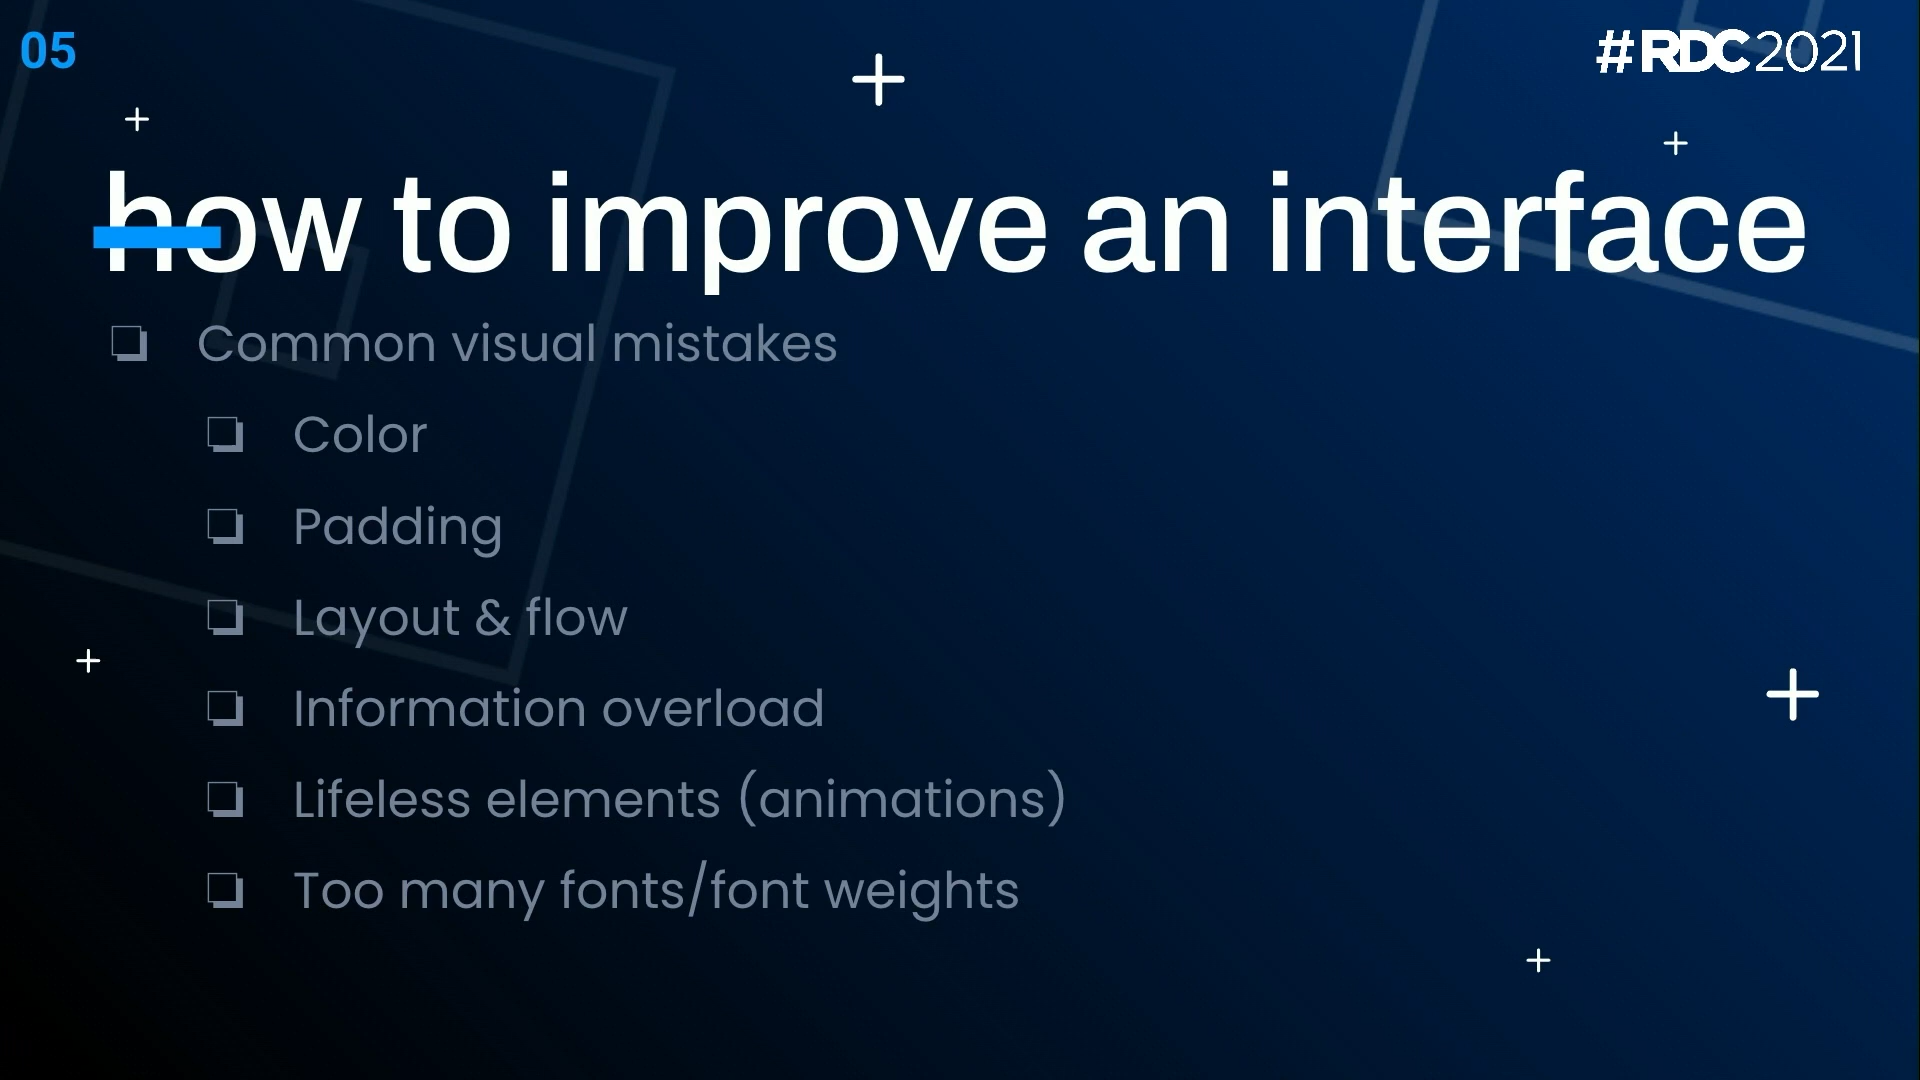 05
#RDC2021
how to improve an interface
Common visual mistakes
Color
Padding
Layout & flow
Information overload
Lifeless elements (animations)
Too many fonts/font weights